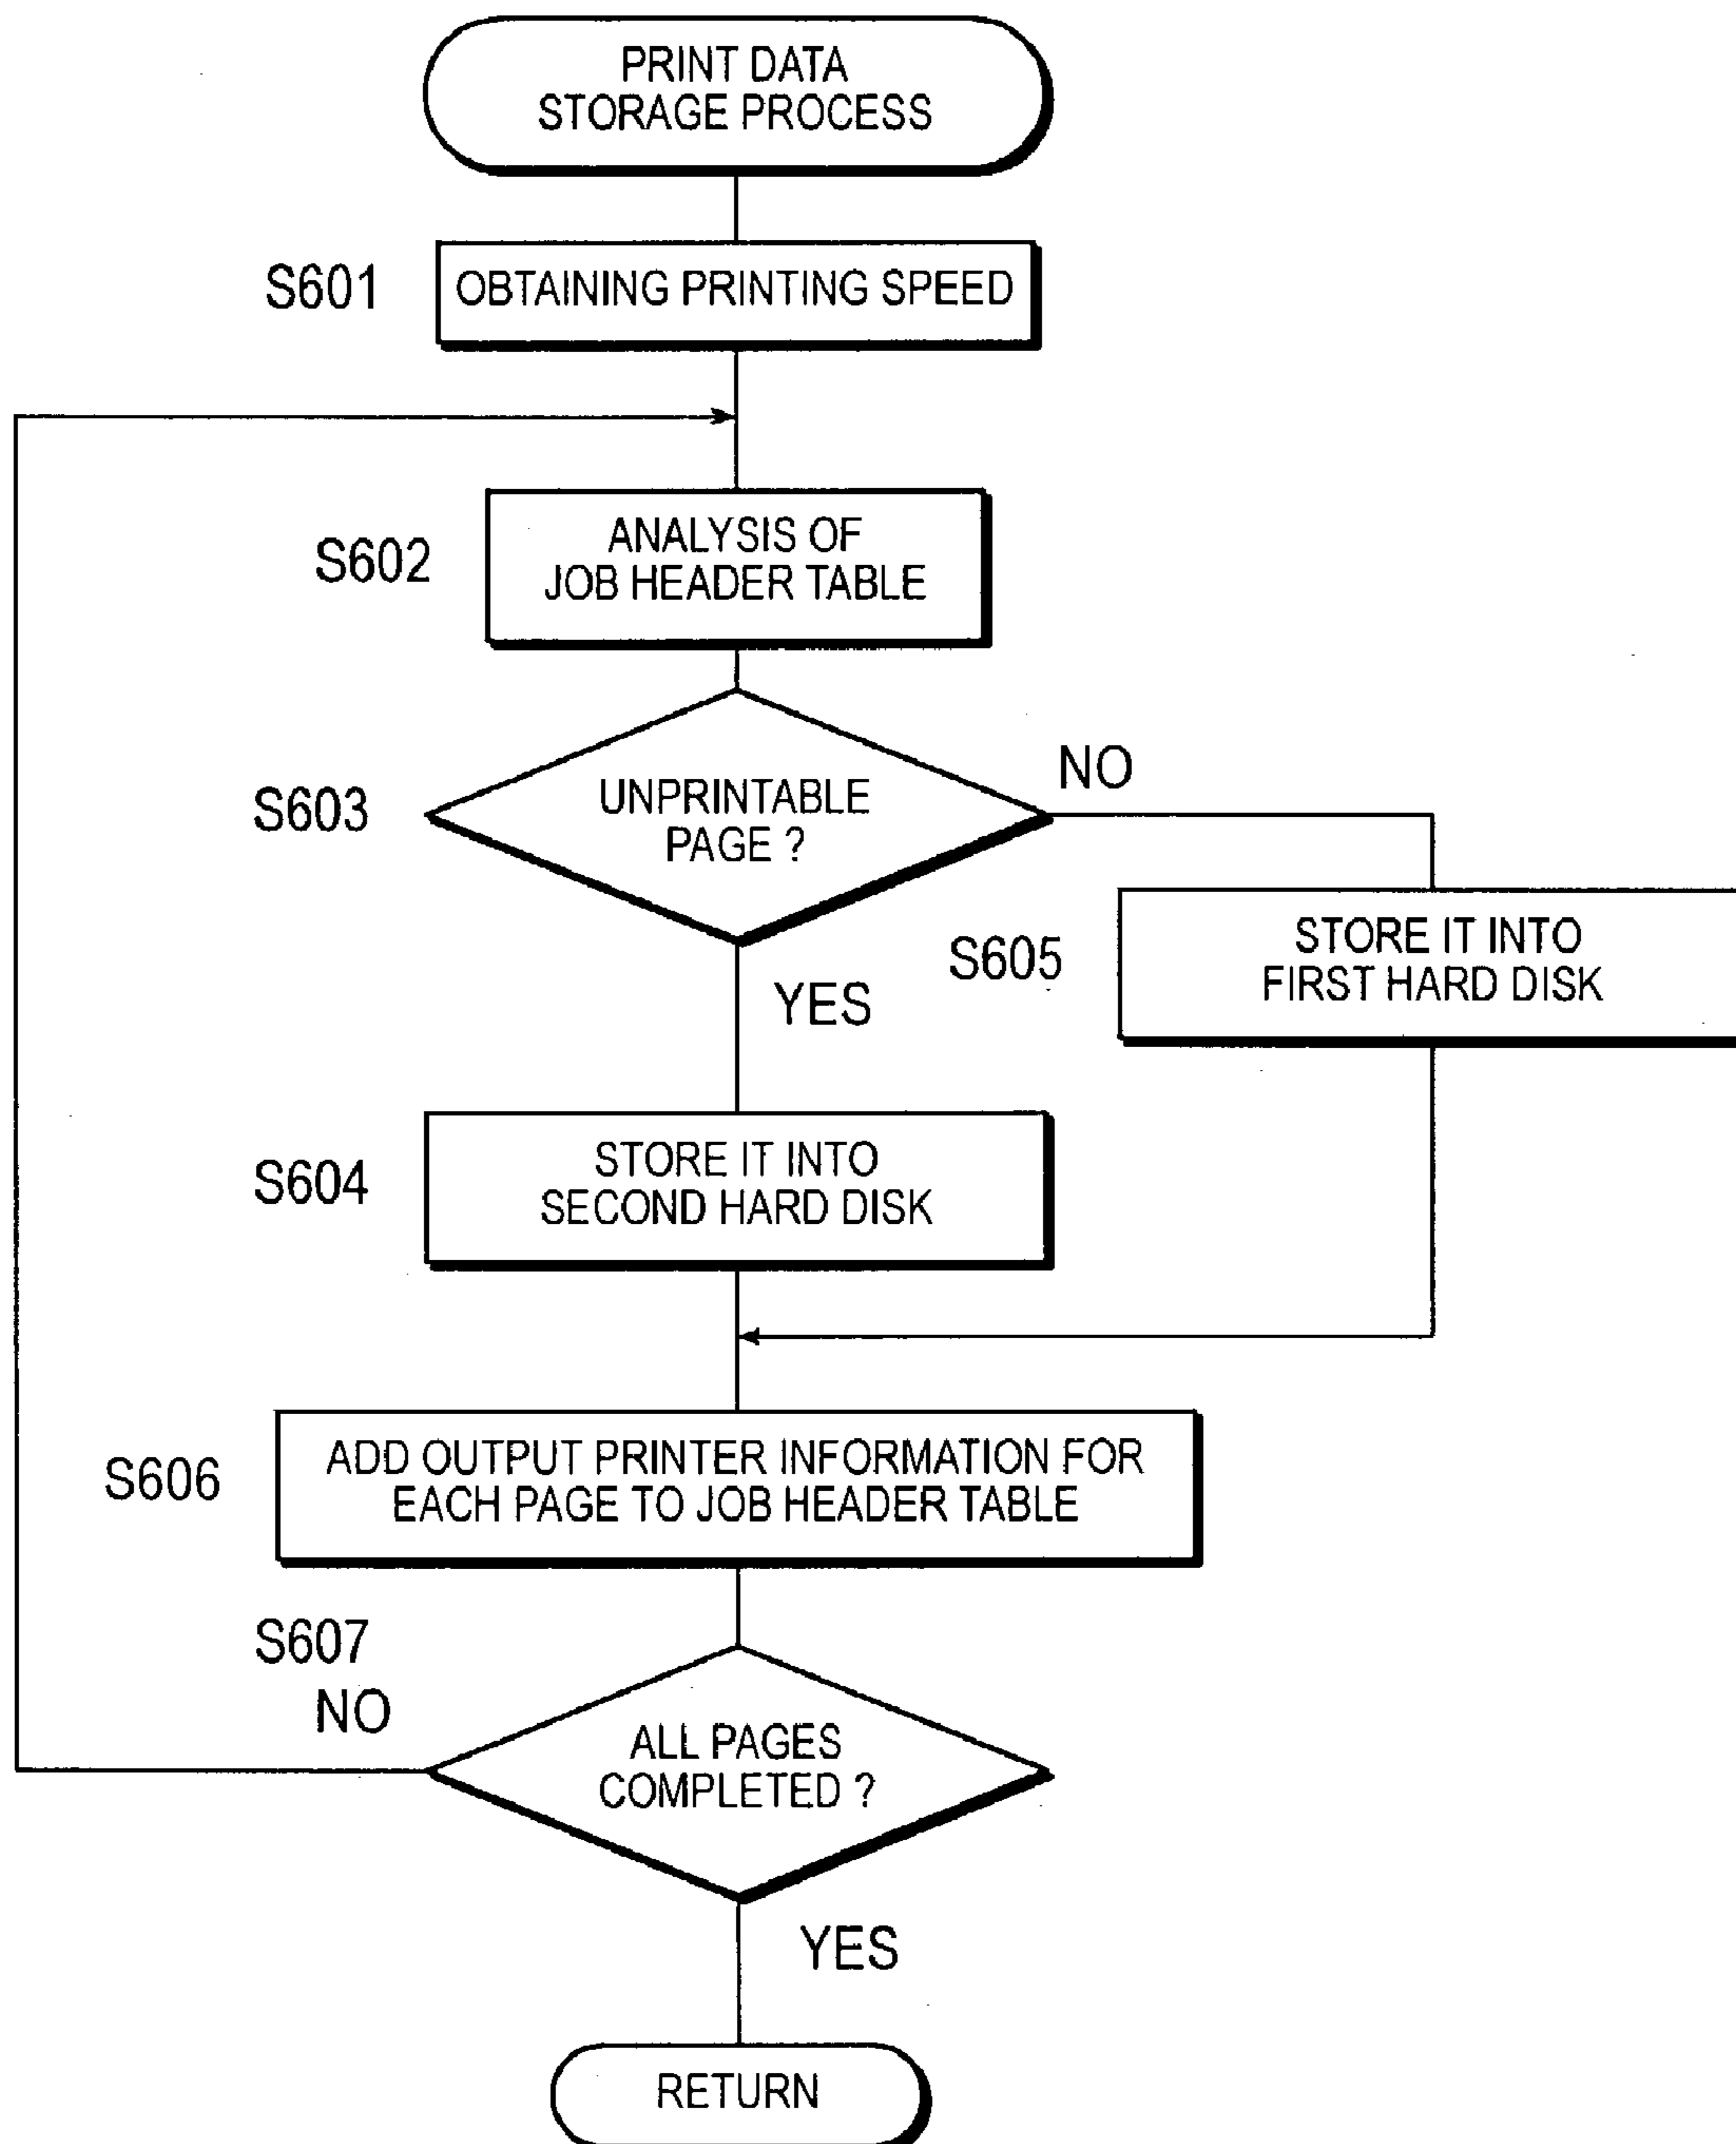 PRINT DATA
STORAGE PROCESS
S601
OBTAINING PRINTING SPEED
S602
ANALYSIS OF
JOB HEADER TABLE
S603
UNPRINTABLE
PAGE ?
NO
YES
S605
STORE IT INTO
FIRST HARD DISK
S604
STORE IT INTO
SECOND HARD DISK
S606
ADD OUTPUT PRINTER INFORMATION FOR
EACH PAGE TO JOB HEADER TABLE
S607
NO
ALL PAGES
COMPLETED ?
YES
RETURN